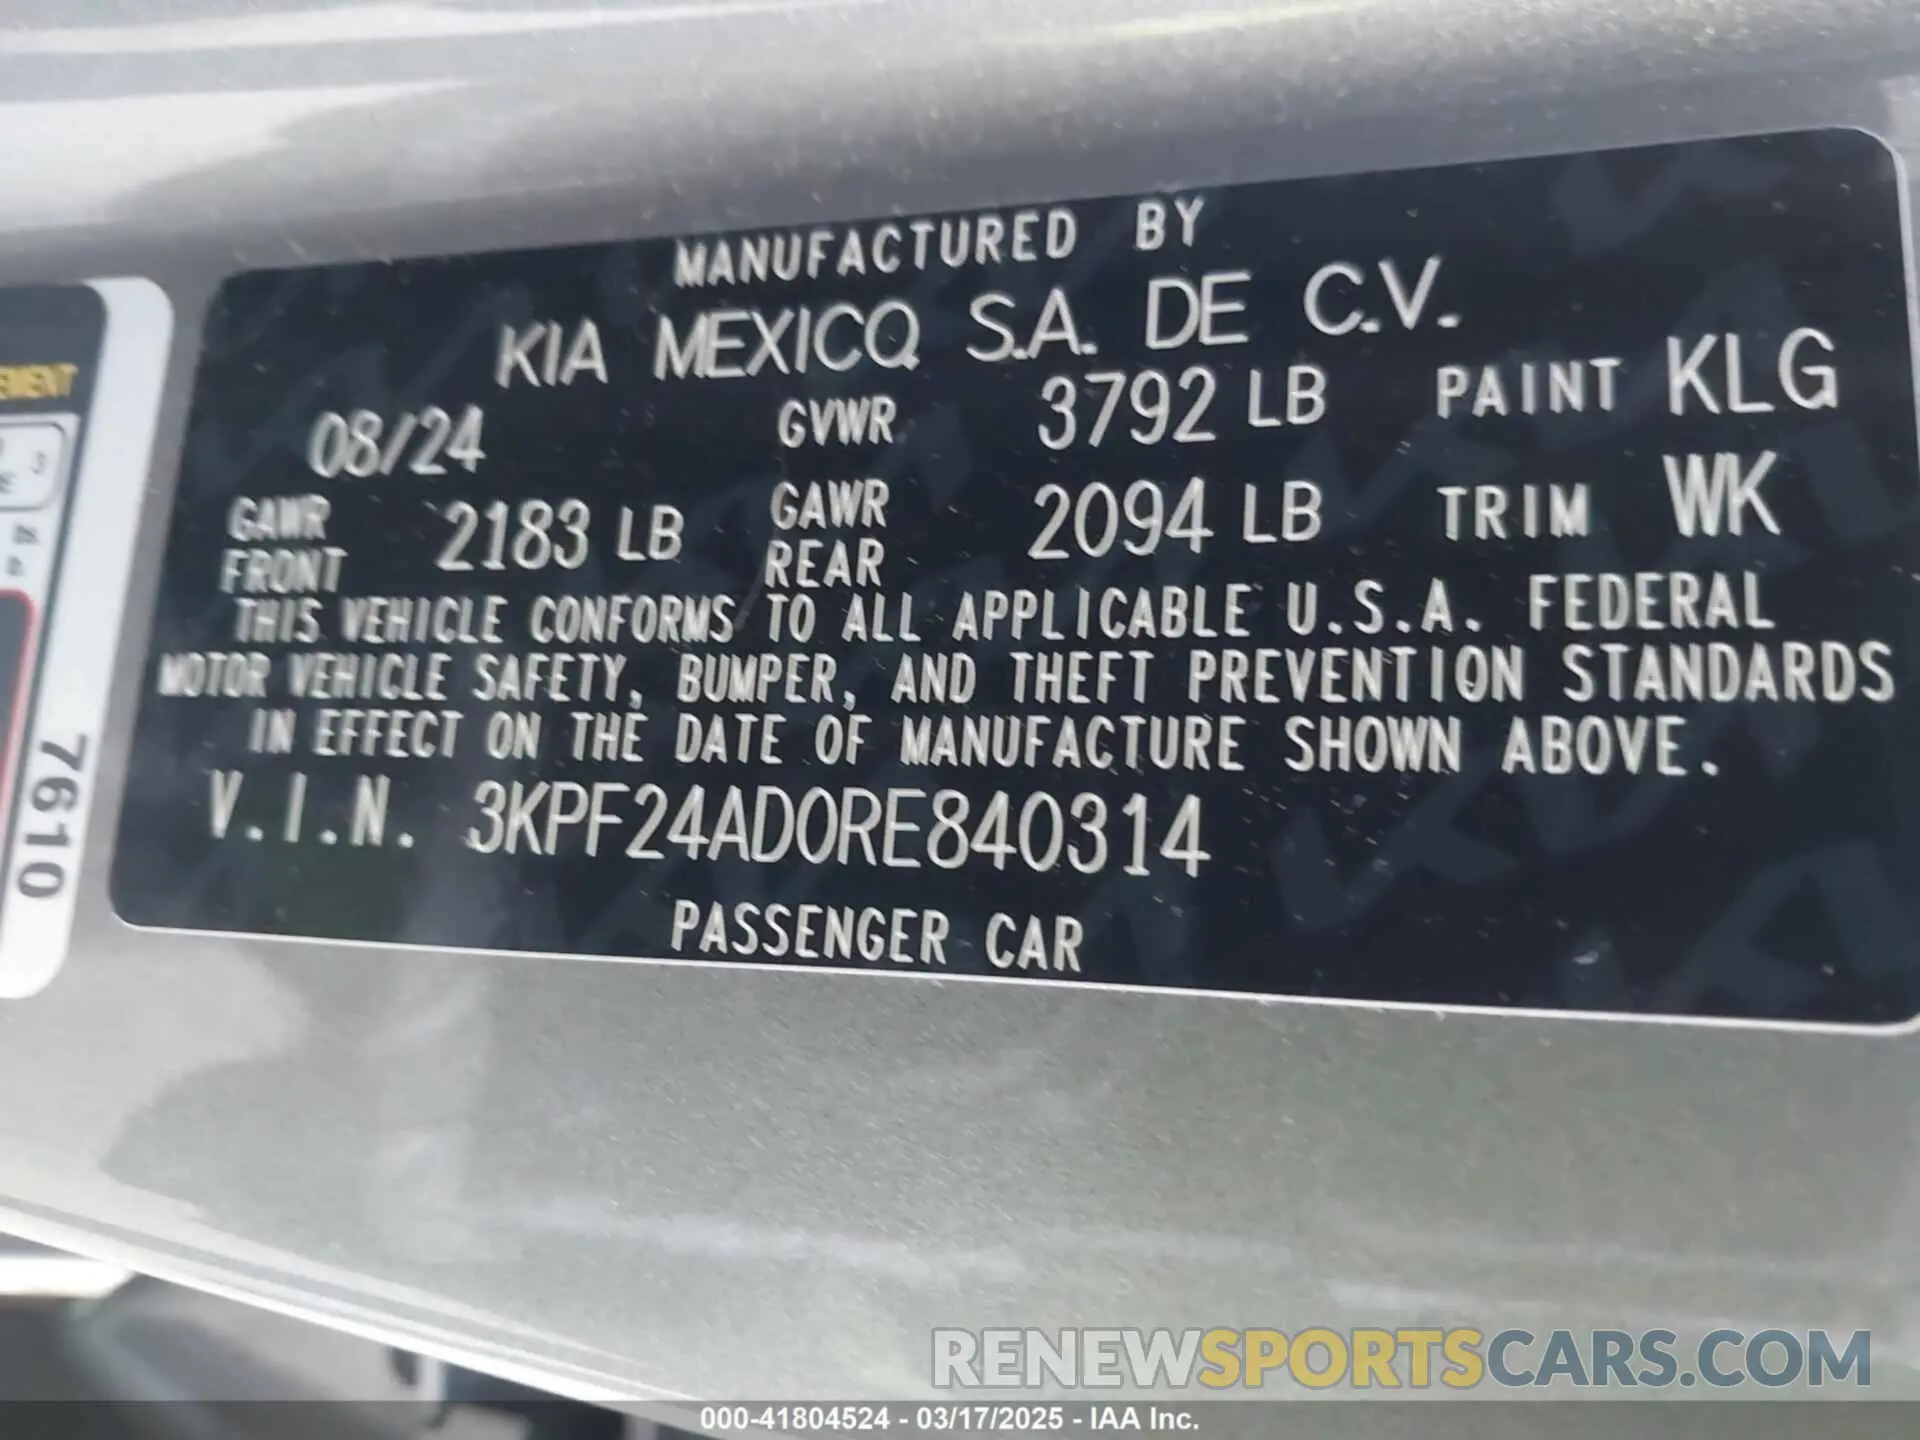 MANUFACTURED BY
KIA MEXICO, S.A. DE C.V.
08/24 GVWR 3792 LB PAINT KLG
GAWR FRONT 2183 LB GAWR REAR 2094 LB TRIM WK
THIS VEHICLE CONFORMS TO ALL APPLICABLE U.S.A. FEDERAL
MOTOR VEHICLE SAFETY, BUMPER, AND THEFT PREVENTION STANDARDS
IN EFFECT ON THE DATE OF MANUFACTURE SHOWN ABOVE.
V.I.N. 3KPF24AD0RE840314
PASSENGER CAR
EMENT
7610
RENEWSPORTSCARS.COM
000-41804524 - 03/17/2025 - IAA Inc.